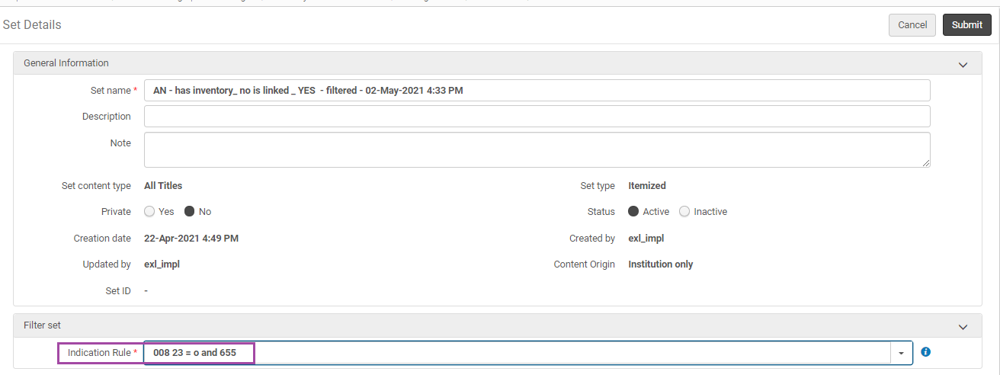 Set Details
Cancel Submit
General Information
Set name * AN - has inventory_ no is linked _ YES - filtered - 02-May-2021 4:33 PM
Description
Note
Set content type All Titles Set type Itemized
Private Yes No Status Active Inactive
Creation date 22-Apr-2021 4:49 PM Created by exl_impl
Updated by exl_impl Content Origin Institution only
Set ID -
Filter set
Indication Rule * 008 23 = o and 655